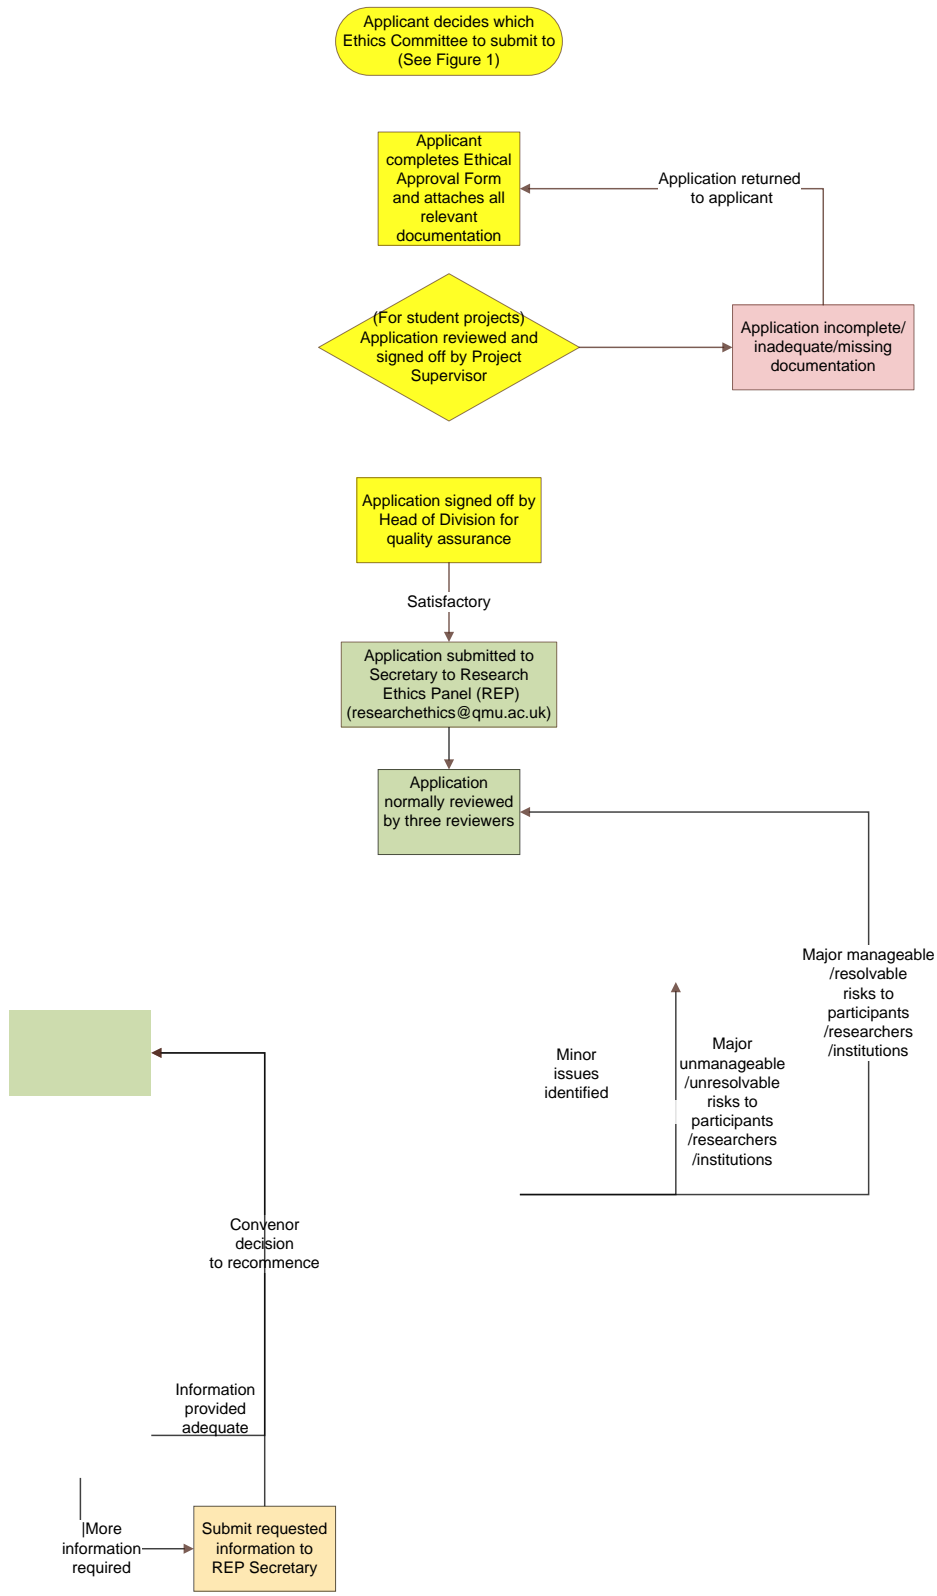 Applicant decides which
Ethics Committee to submit to
(See Figure 1)
Applicant
completes Ethical
Approval Form
and attaches all
relevant
documentation
Application returned
to applicant
(For student projects)
Application reviewed and
signed off by Project
Supervisor
Application incomplete/
inadequate/missing
documentation
Application signed off by
Head of Division for
quality assurance
Satisfactory
Application submitted to
Secretary to Research
Ethics Panel (REP)
(researchethics@qmu.ac.uk)
Application
normally reviewed
by three reviewers
Major manageable
/resolvable
risks to
participants
/researchers
/institutions
Minor
issues
identified
Major
unmanageable
/unresolvable
risks to
participants
/researchers
/institutions
Convenor
decision
to recommence
Information
provided
adequate
|More
information
required
Submit requested
information to
REP Secretary